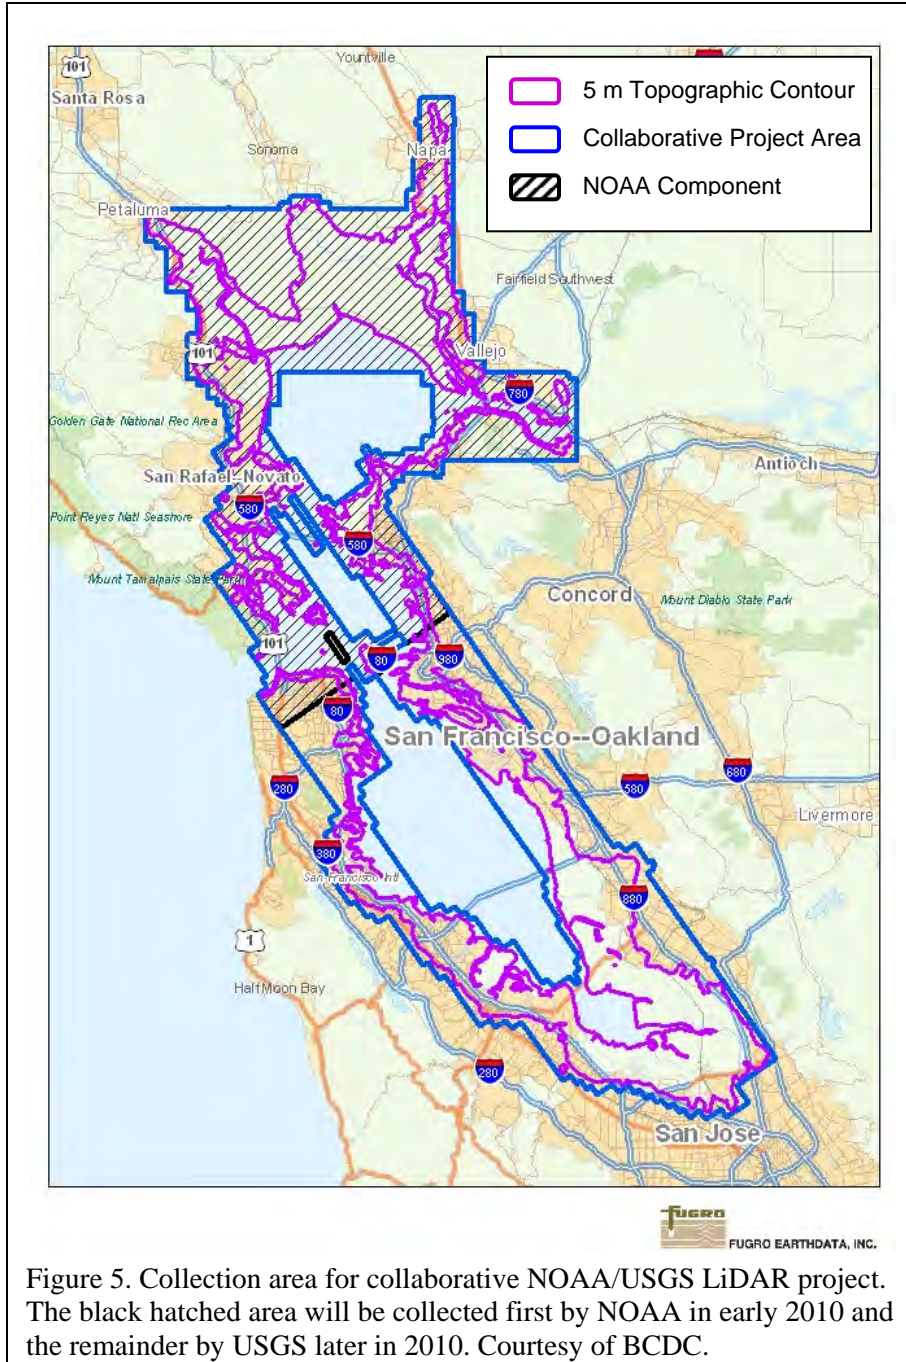 Yountville
101
Santa Rosa
5 m Topographic Contour
Collaborative Project Area
NOAA Component
Sonoma
Napa
Petaluma
Fairfield Southwest
101
Vallejo
780
Golden Gate National Rec Area
San Rafael--Novato
Antioch
580
Point Reyes Natl Seashore
580
Mount Tamalpais State Park
Concord
Mount Diablo State Park
101
80
980
80
San Francisco--Oakland
680
280
580
Livermore
380
San Francisco Intl
880
1
Half Moon Bay
280
San Jose
FUGRO
FUGRO EARTHDATA, INC.
Figure 5. Collection area for collaborative NOAA/USGS LiDAR project.
The black hatched area will be collected first by NOAA in early 2010 and
the remainder by USGS later in 2010. Courtesy of BCDC.